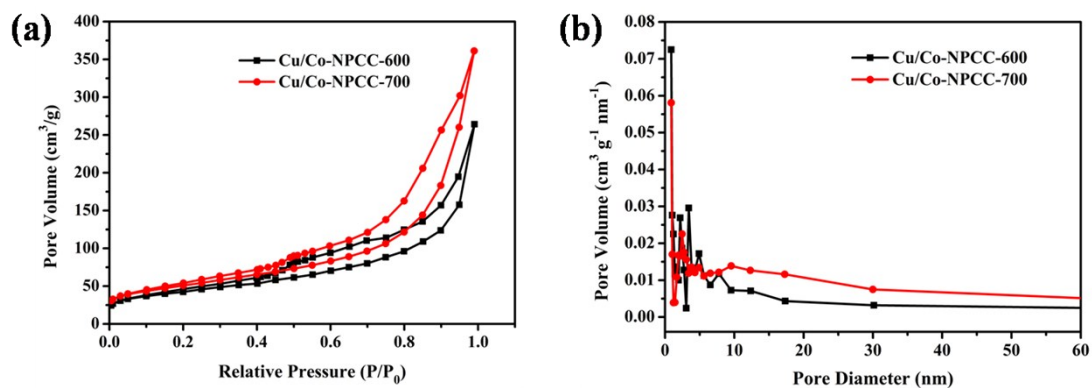 (a)
400
350
300
250
200
150
100
50
0
Pore Volume (cm³/g)
Cu/Co-NPCC-600
Cu/Co-NPCC-700
0.0 0.2 0.4 0.6 0.8 1.0
Relative Pressure (P/P₀)
(b)
0.08
0.07
0.06
0.05
0.04
0.03
0.02
0.01
0.00
Pore Volume (cm³ g⁻¹ nm⁻¹)
Cu/Co-NPCC-600
Cu/Co-NPCC-700
0 10 20 30 40 50 60
Pore Diameter (nm)